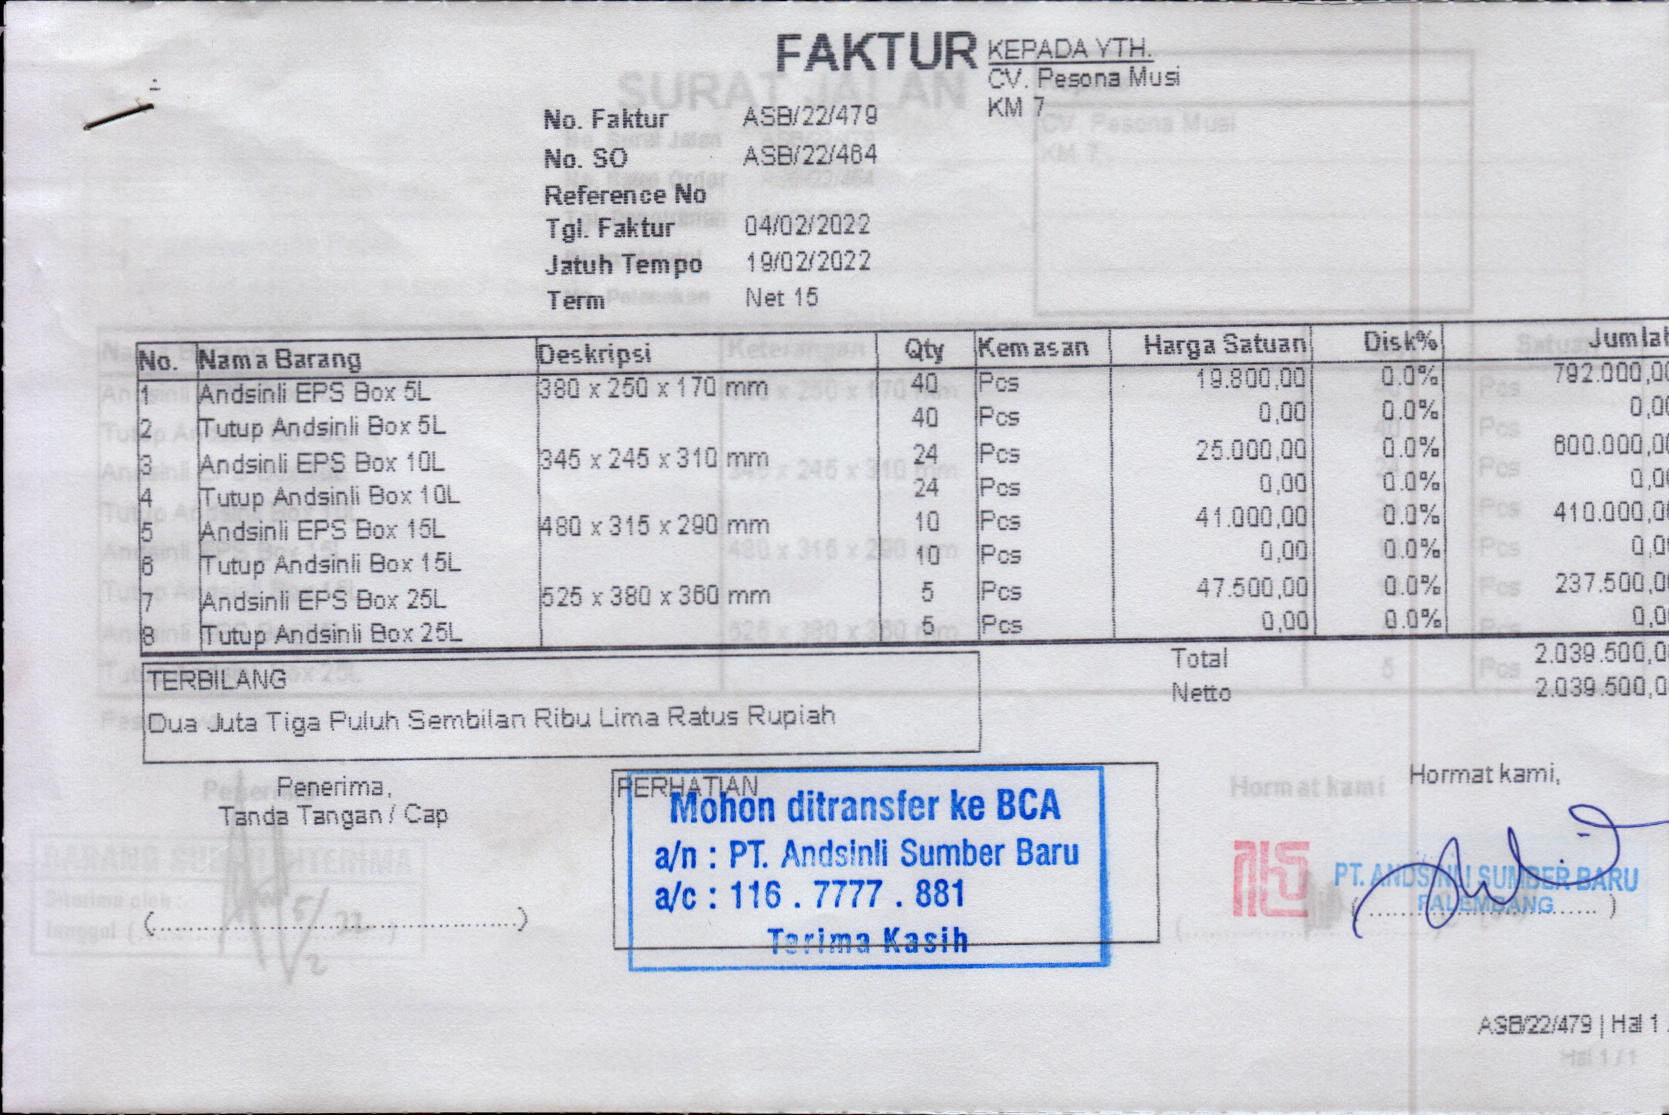 FAKTUR
KEPADA YTH.
CV. Pesona Musi
KM 7
No. Faktur ASB/22/479
No. SO ASB/22/464
Reference No
Tgl. Faktur 04/02/2022
Jatuh Tempo 19/02/2022
Term Net 15
No. Nama Barang Deskripsi Qty Kemasan Harga Satuan Disk% Jumlah
1 Andsinli EPS Box 5L 380 x 250 x 170 mm 40 Pcs 19.800,00 0.0% 792.000,00
2 Tutup Andsinli Box 5L 40 Pcs 0,00 0.0% 0,00
3 Andsinli EPS Box 10L 345 x 245 x 310 mm 24 Pcs 25.000,00 0.0% 600.000,00
4 Tutup Andsinli Box 10L 24 Pcs 0,00 0.0% 0,0
5 Andsinli EPS Box 15L 480 x 315 x 290 mm 10 Pcs 41.000,00 0.0% 410.000,0
6 Tutup Andsinli Box 15L 10 Pcs 0,00 0.0% 0,0
7 Andsinli EPS Box 25L 525 x 380 x 360 mm 5 Pcs 47.500,00 0.0% 237.500,0
8 Tutup Andsinli Box 25L 5 Pcs 0,00 0.0% 0,0
Total 2.039.500,0
Netto 2.039.500,0
TERBILANG
Dua Juta Tiga Puluh Sembilan Ribu Lima Ratus Rupiah
Penerima,
Tanda Tangan / Cap
PERHATIAN
Mohon ditransfer ke BCA
a/n : PT. Andsinli Sumber Baru
a/c : 116 . 7777 . 881
Terima Kasih
Hormat kami,
PT. ANDSINLI SUMBER BARU
PALEMBANG
ASB/22/479 | Hal 1